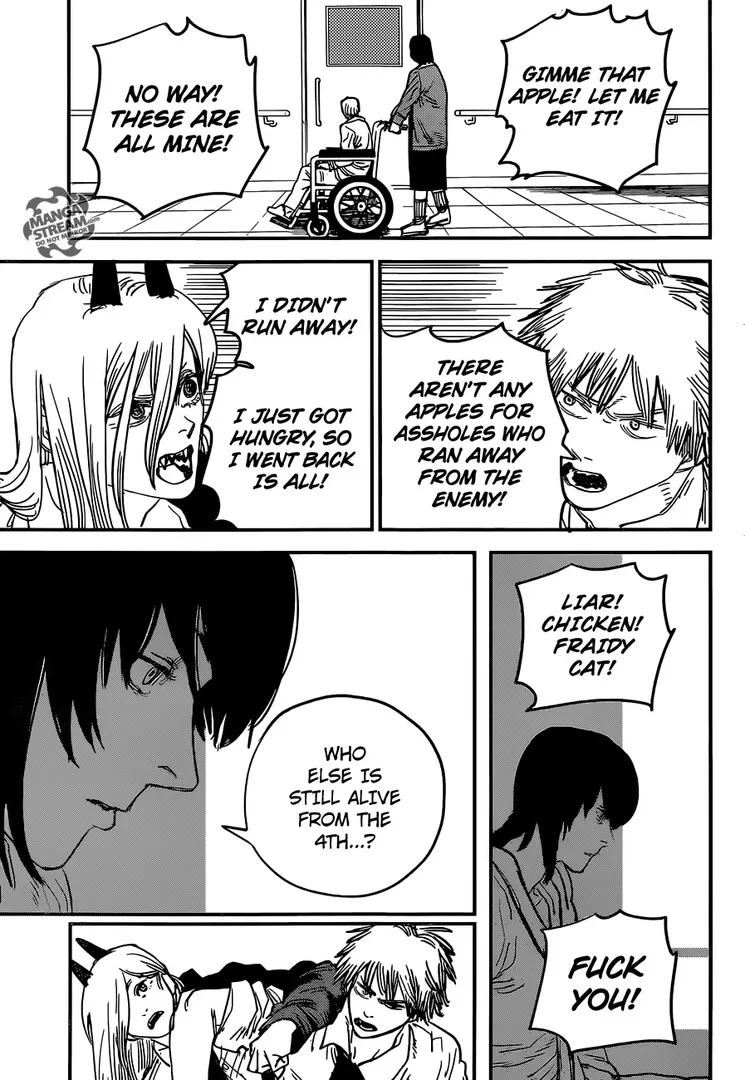 GIMME THAT
APPLE! LET ME
EAT IT!
NO WAY!
THESE ARE
ALL MINE!
MANGA
STREAM.com
DO NOT MIRROR
THERE
AREN'T ANY
APPLES FOR
ASSHOLES WHO
RAN AWAY
FROM THE
ENEMY!
I DIDN'T
RUN AWAY!
I JUST GOT
HUNGRY, SO
I WENT BACK
IS ALL!
LIAR!
CHICKEN!
FRAIDY
CAT!
FUCK
YOU!
WHO
ELSE IS
STILL ALIVE
FROM THE
4TH...?